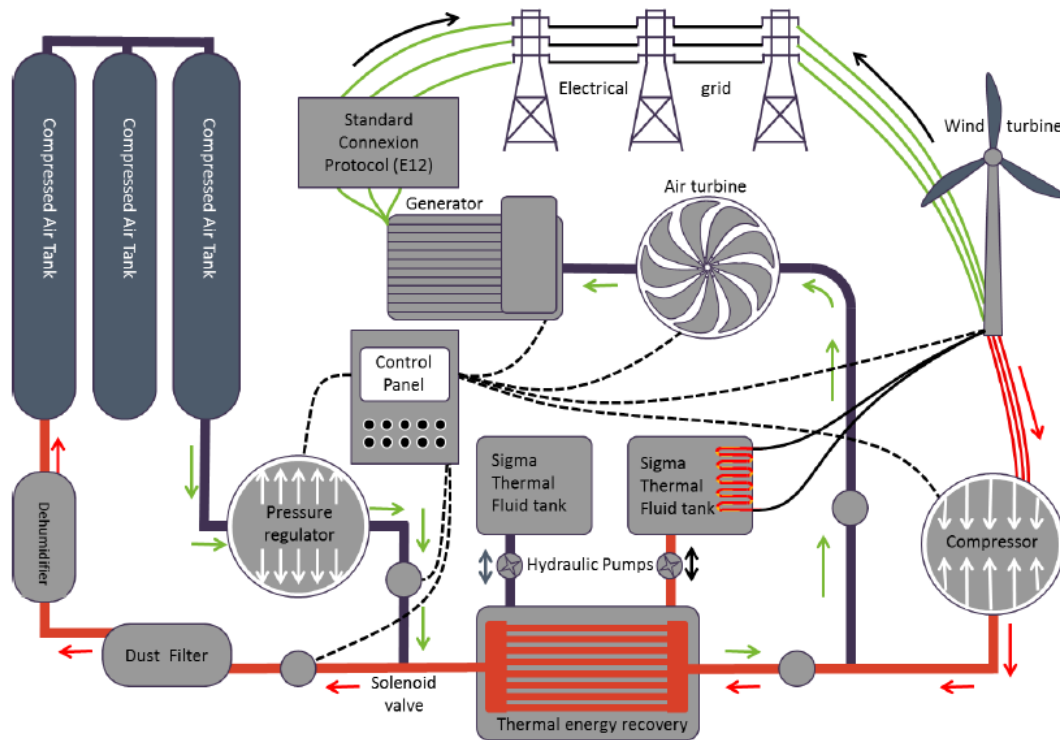 Compressed Air Tank
Compressed Air Tank
Compressed Air Tank
Electrical grid
Standard
Connexion
Protocol (E12)
Wind turbine
Generator
Air turbine
Control
Panel
Sigma
Thermal
Fluid tank
Sigma
Thermal
Fluid tank
Dehumidifier
Pressure
regulator
Hydraulic Pumps
Compressor
Dust Filter
Solenoid
valve
Thermal energy recovery